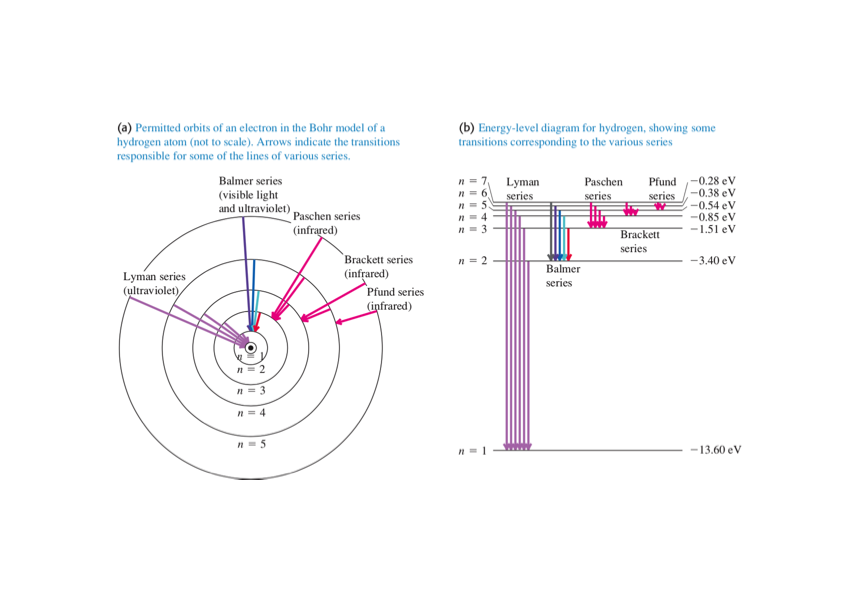 (a) Permitted orbits of an electron in the Bohr model of a
hydrogen atom (not to scale). Arrows indicate the transitions
responsible for some of the lines of various series.
Balmer series
(visible light
and ultraviolet)
Paschen series
(infrared)
Brackett series
(infrared)
Pfund series
(infrared)
Lyman series
(ultraviolet)
n = 1
n = 2
n = 3
n = 4
n = 5
(b) Energy-level diagram for hydrogen, showing some
transitions corresponding to the various series
n = 7
n = 6
n = 5
n = 4
n = 3
n = 2
n = 1
Lyman
series
Paschen
series
Pfund
series
Brackett
series
Balmer
series
−0.28 eV
−0.38 eV
−0.54 eV
−0.85 eV
−1.51 eV
−3.40 eV
−13.60 eV